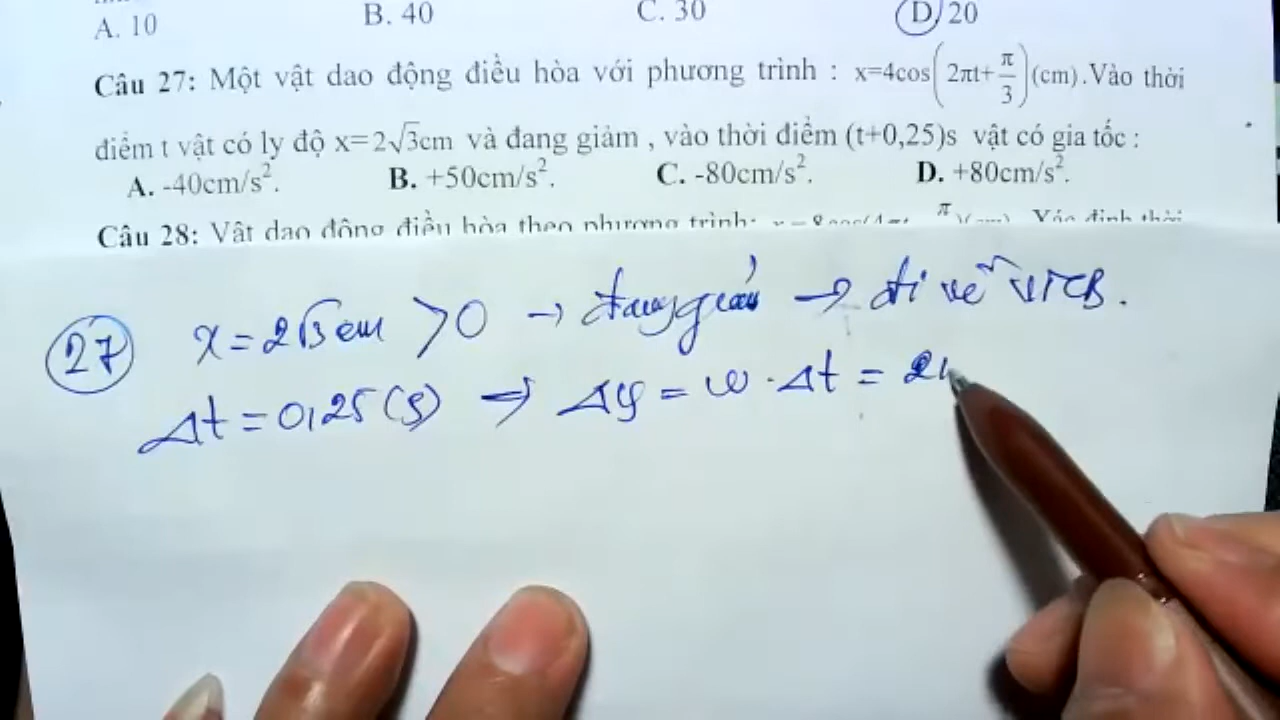 A. 10 B. 40 C. 30 D. 20
Câu 27: Một vật dao động điều hòa với phương trình : x=4cos(2πt+π/3)(cm).Vào thời
điểm t vật có ly độ x=2√3cm và đang giảm , vào thời điểm (t+0,25)s vật có gia tốc :
A. -40cm/s². B. +50cm/s². C. -80cm/s². D. +80cm/s².
Câu 28: Vật dao động điều hòa theo phương trình:
27 x = 2√3 cm > 0 → đang giảm → đi về VTCB.
Δt = 0,25 (s) ⇒ Δφ = ω . Δt = 2